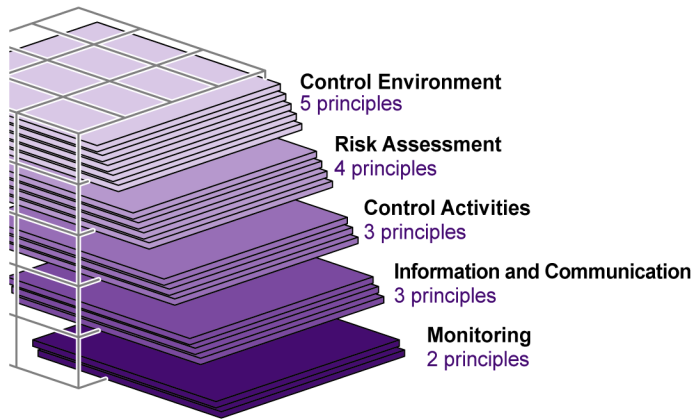 Control Environment
5 principles
Risk Assessment
4 principles
Control Activities
3 principles
Information and Communication
3 principles
Monitoring
2 principles